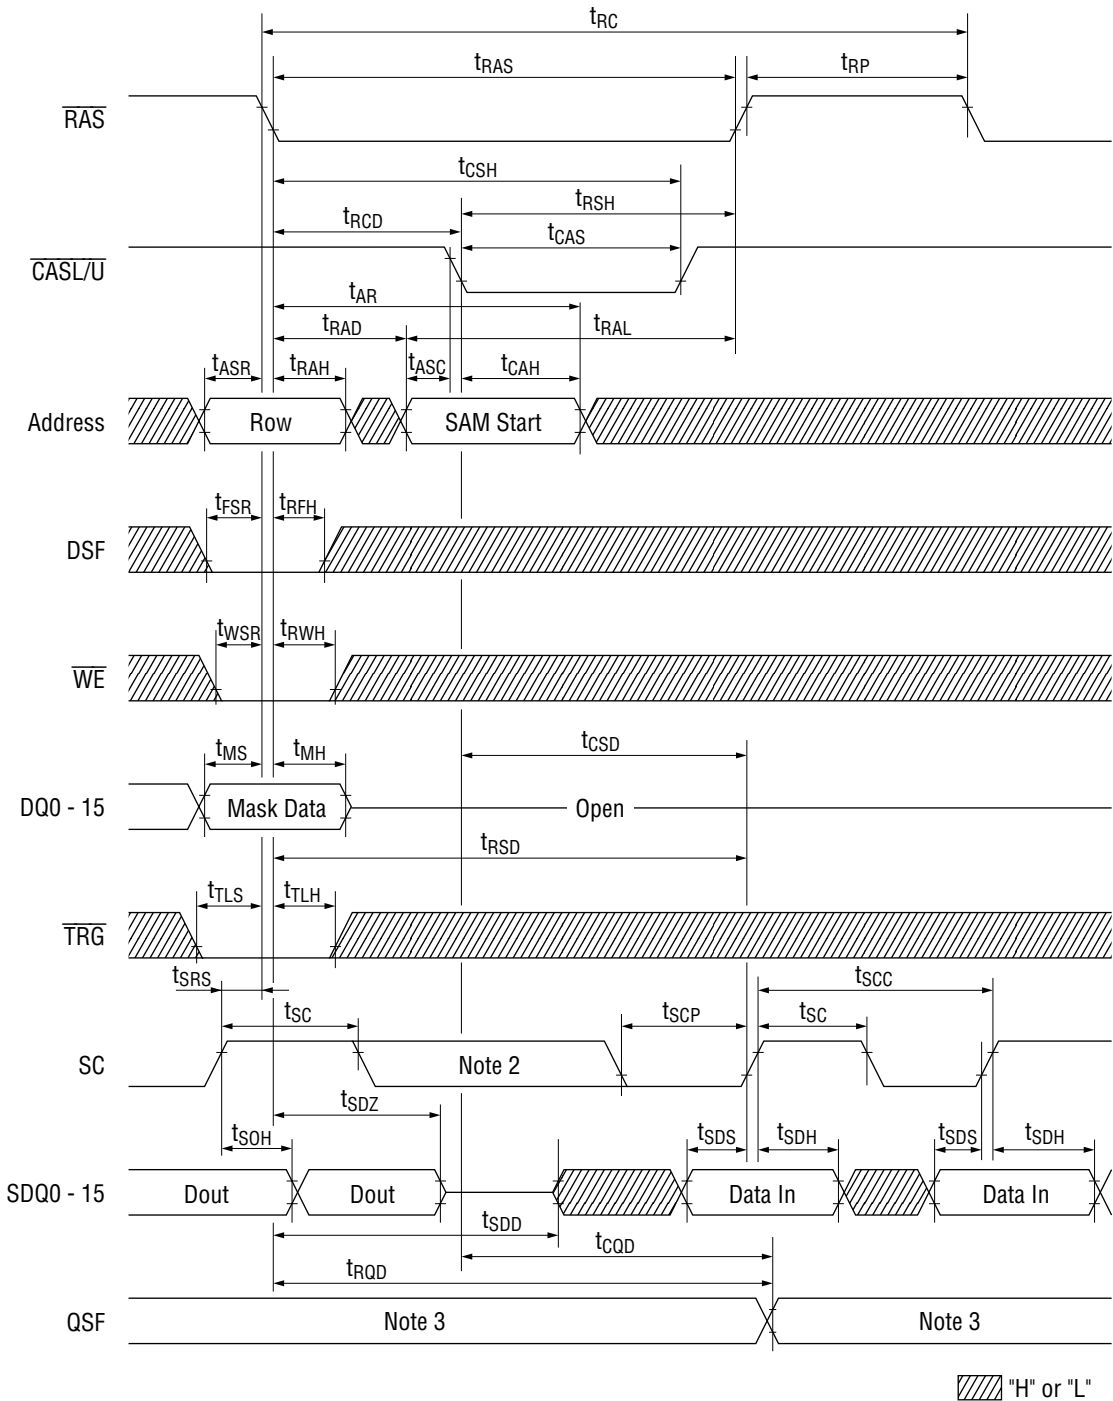 tRC
tRAS tRP
RAS
tCSH
tRSH
tRCD
tCAS
CASL/U
tAR
tRAD tRAL
tASR tRAH tASC tCAH
Address Row SAM Start
tFSR tRFH
DSF
tWSR tRWH
WE
tCSD
tMS tMH
DQ0 - 15 Mask Data Open
tRSD
tTLS tTLH
TRG
tSRS tSCC
tSC tSCP tSC
SC Note 2
tSDZ
tSOH tSDS tSDH tSDS tSDH
SDQ0 - 15 Dout Dout Data In Data In
tSDD
tCQD
tRQD
QSF Note 3 Note 3
"H" or "L"